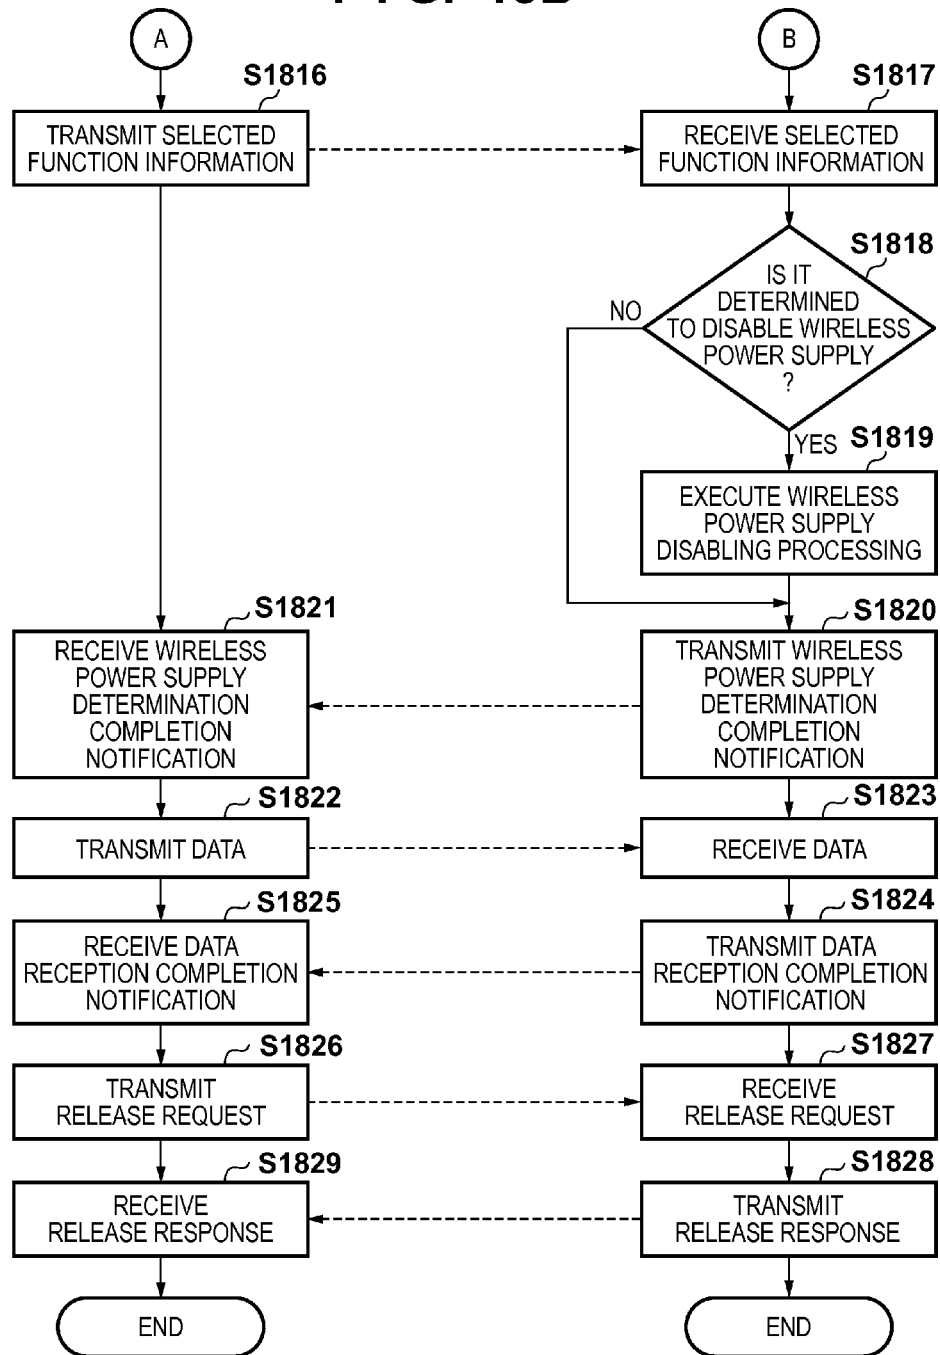 A
B
S1816
TRANSMIT SELECTED
FUNCTION INFORMATION
S1817
RECEIVE SELECTED
FUNCTION INFORMATION
S1818
IS IT
DETERMINED
TO DISABLE WIRELESS
POWER SUPPLY
?
NO
YES
S1819
EXECUTE WIRELESS
POWER SUPPLY
DISABLING PROCESSING
S1821
RECEIVE WIRELESS
POWER SUPPLY
DETERMINATION
COMPLETION
NOTIFICATION
S1820
TRANSMIT WIRELESS
POWER SUPPLY
DETERMINATION
COMPLETION
NOTIFICATION
S1822
TRANSMIT DATA
S1823
RECEIVE DATA
S1825
RECEIVE DATA
RECEPTION COMPLETION
NOTIFICATION
S1824
TRANSMIT DATA
RECEPTION COMPLETION
NOTIFICATION
S1826
TRANSMIT
RELEASE REQUEST
S1827
RECEIVE
RELEASE REQUEST
S1829
RECEIVE
RELEASE RESPONSE
S1828
TRANSMIT
RELEASE RESPONSE
END
END